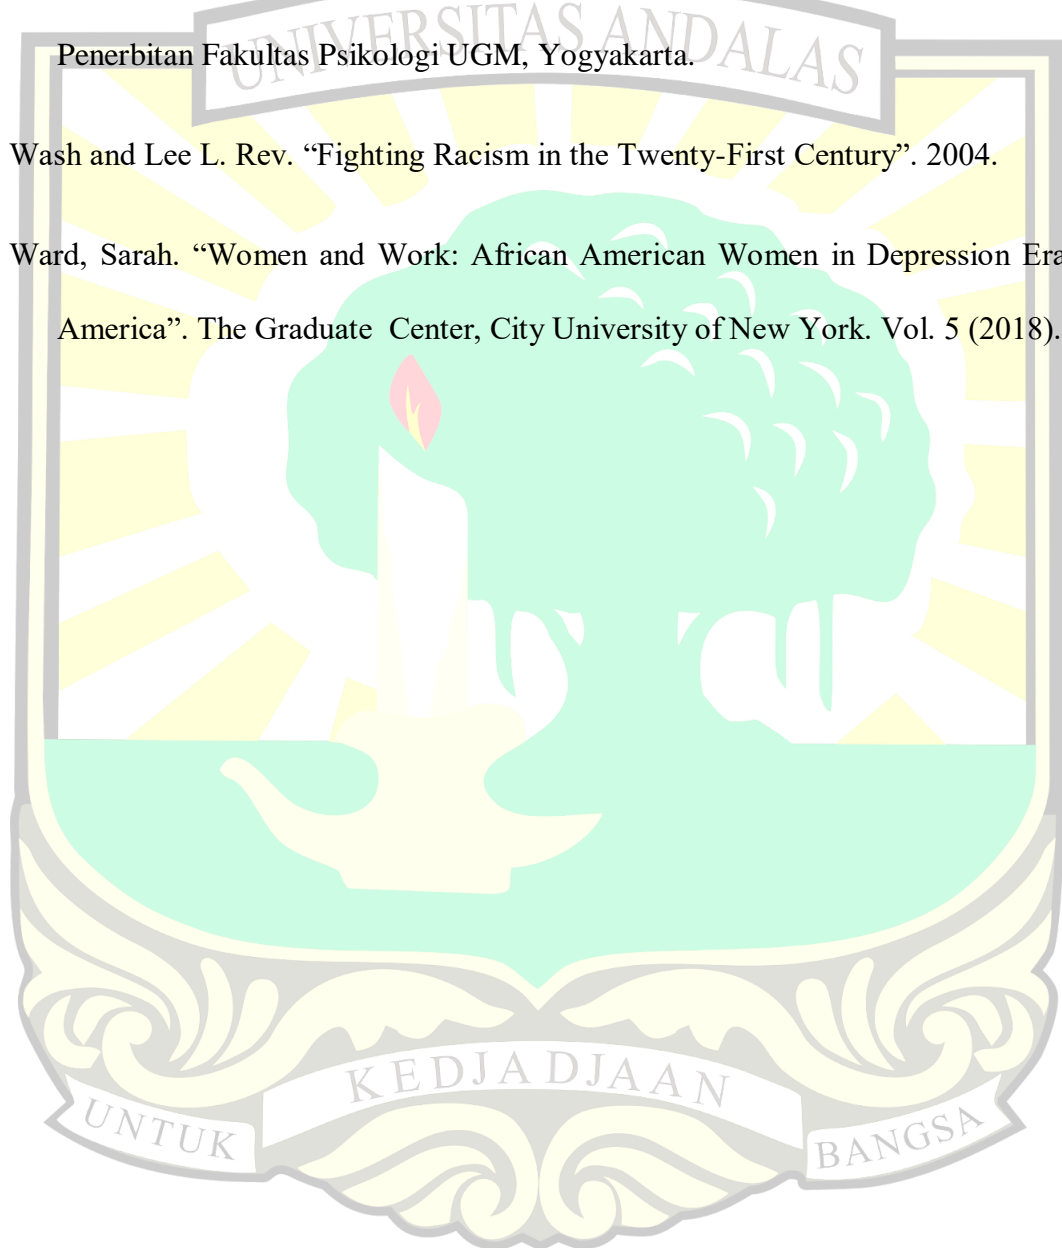 UNIVERSITAS ANDALAS
Penerbitan Fakultas Psikologi UGM, Yogyakarta.
Wash and Lee L. Rev. “Fighting Racism in the Twenty-First Century”. 2004.
Ward, Sarah. “Women and Work: African American Women in Depression Era
America”. The Graduate Center, City University of New York. Vol. 5 (2018).
UNTUK KEDJADJAAN BANGSA